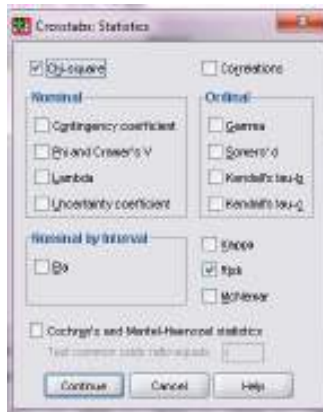 Crosstabs: Statistics
Chi-square
Correlations
Nominal
Ordinal
Contingency coefficient
Gamma
Phi and Cramer's V
Somers' d
Lambda
Kendall's tau-b
Uncertainty coefficient
Kendall's tau-c
Nominal by Interval
Kappa
Eta
Risk
McNemar
Cochran's and Mantel-Haenszel statistics
Test common odds ratio equals:
Continue
Cancel
Help